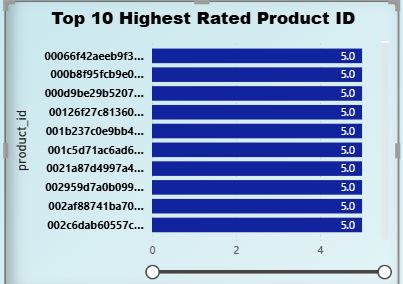 Top 10 Highest Rated Product ID
product_id
00066f42aeeb9f3... 5.0
000b8f95fcb9e0... 5.0
000d9be29b5207... 5.0
00126f27c81360... 5.0
001b237c0e9bb4... 5.0
001c5d71ac6ad6... 5.0
0021a87d4997a4... 5.0
002959d7a0b099... 5.0
002af88741ba70... 5.0
002c6dab60557c... 5.0
0 2 4